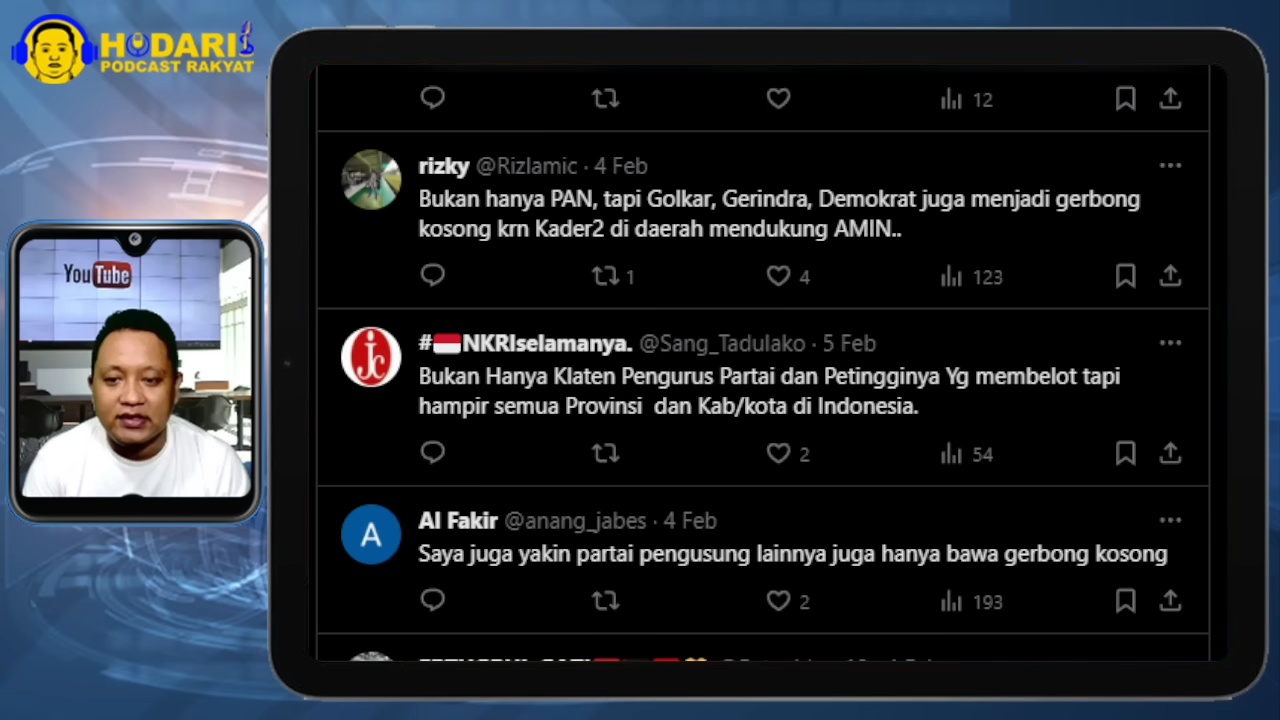 HODARI
PODCAST RAKYAT
YouTube
12
rizky @Rizlamic · 4 Feb
Bukan hanya PAN, tapi Golkar, Gerindra, Demokrat juga menjadi gerbong
kosong krn Kader2 di daerah mendukung AMIN..
1 4 123
#🇮🇩NKRIselamanya. @Sang_Tadulako · 5 Feb
Bukan Hanya Klaten Pengurus Partai dan Petingginya Yg membelot tapi
hampir semua Provinsi dan Kab/kota di Indonesia.
2 54
A
Al Fakir @anang_jabes · 4 Feb
Saya juga yakin partai pengusung lainnya juga hanya bawa gerbong kosong
2 193